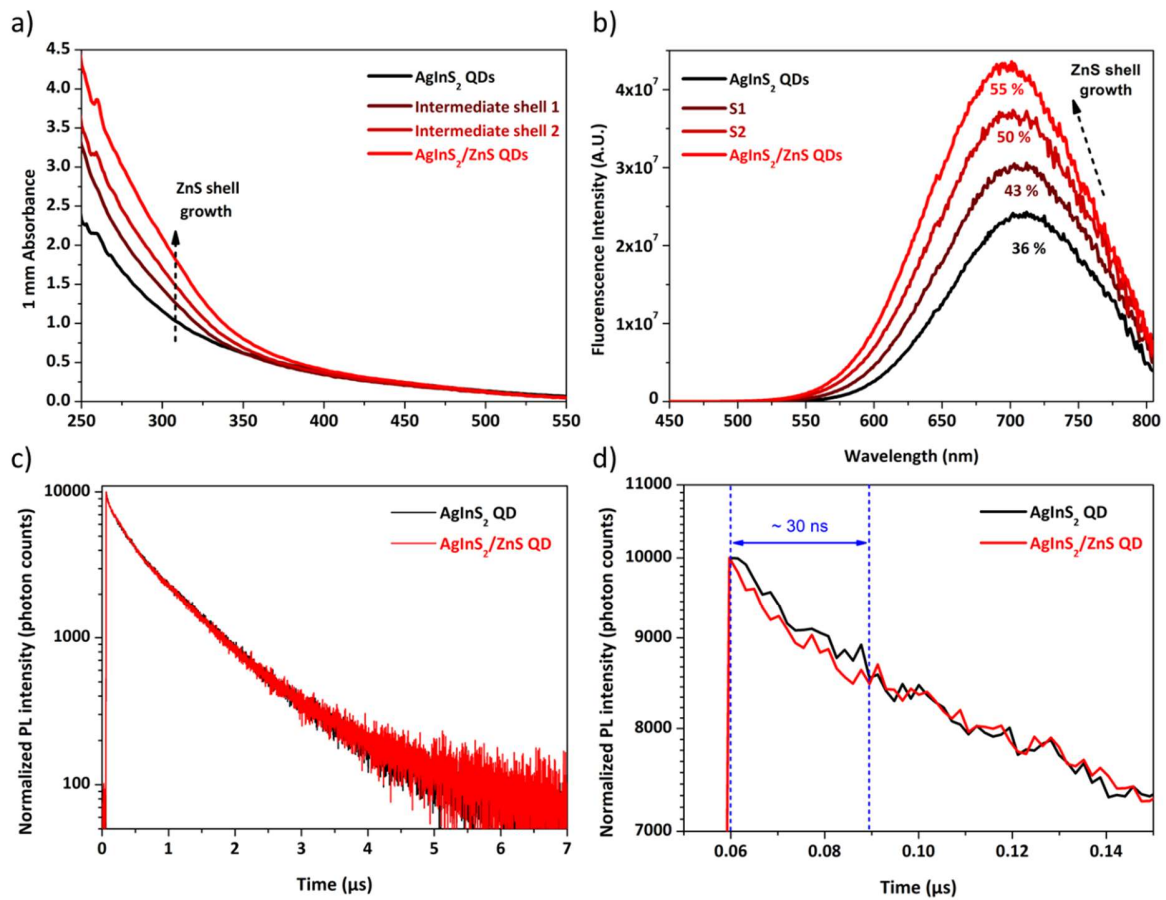 a)
4.5
4.0
3.5
3.0
2.5
2.0
1.5
1.0
0.5
0.0
1 mm Absorbance
AgInS₂ QDs
Intermediate shell 1
Intermediate shell 2
AgInS₂/ZnS QDs
ZnS shell
growth
250 300 350 400 450 500 550
b)
4x10⁷
3x10⁷
2x10⁷
1x10⁷
0
Fluorescence Intensity (A.U.)
AgInS₂ QDs
S1
S2
AgInS₂/ZnS QDs
ZnS shell
growth
55 %
50 %
43 %
36 %
450 500 550 600 650 700 750 800
Wavelength (nm)
c)
10000
1000
100
Normalized PL intensity (photon counts)
AgInS₂ QD
AgInS₂/ZnS QD
0 1 2 3 4 5 6 7
Time (µs)
d)
11000
10000
9000
8000
7000
Normalized PL intensity (photon counts)
~ 30 ns
AgInS₂ QD
AgInS₂/ZnS QD
0.06 0.08 0.10 0.12 0.14
Time (µs)